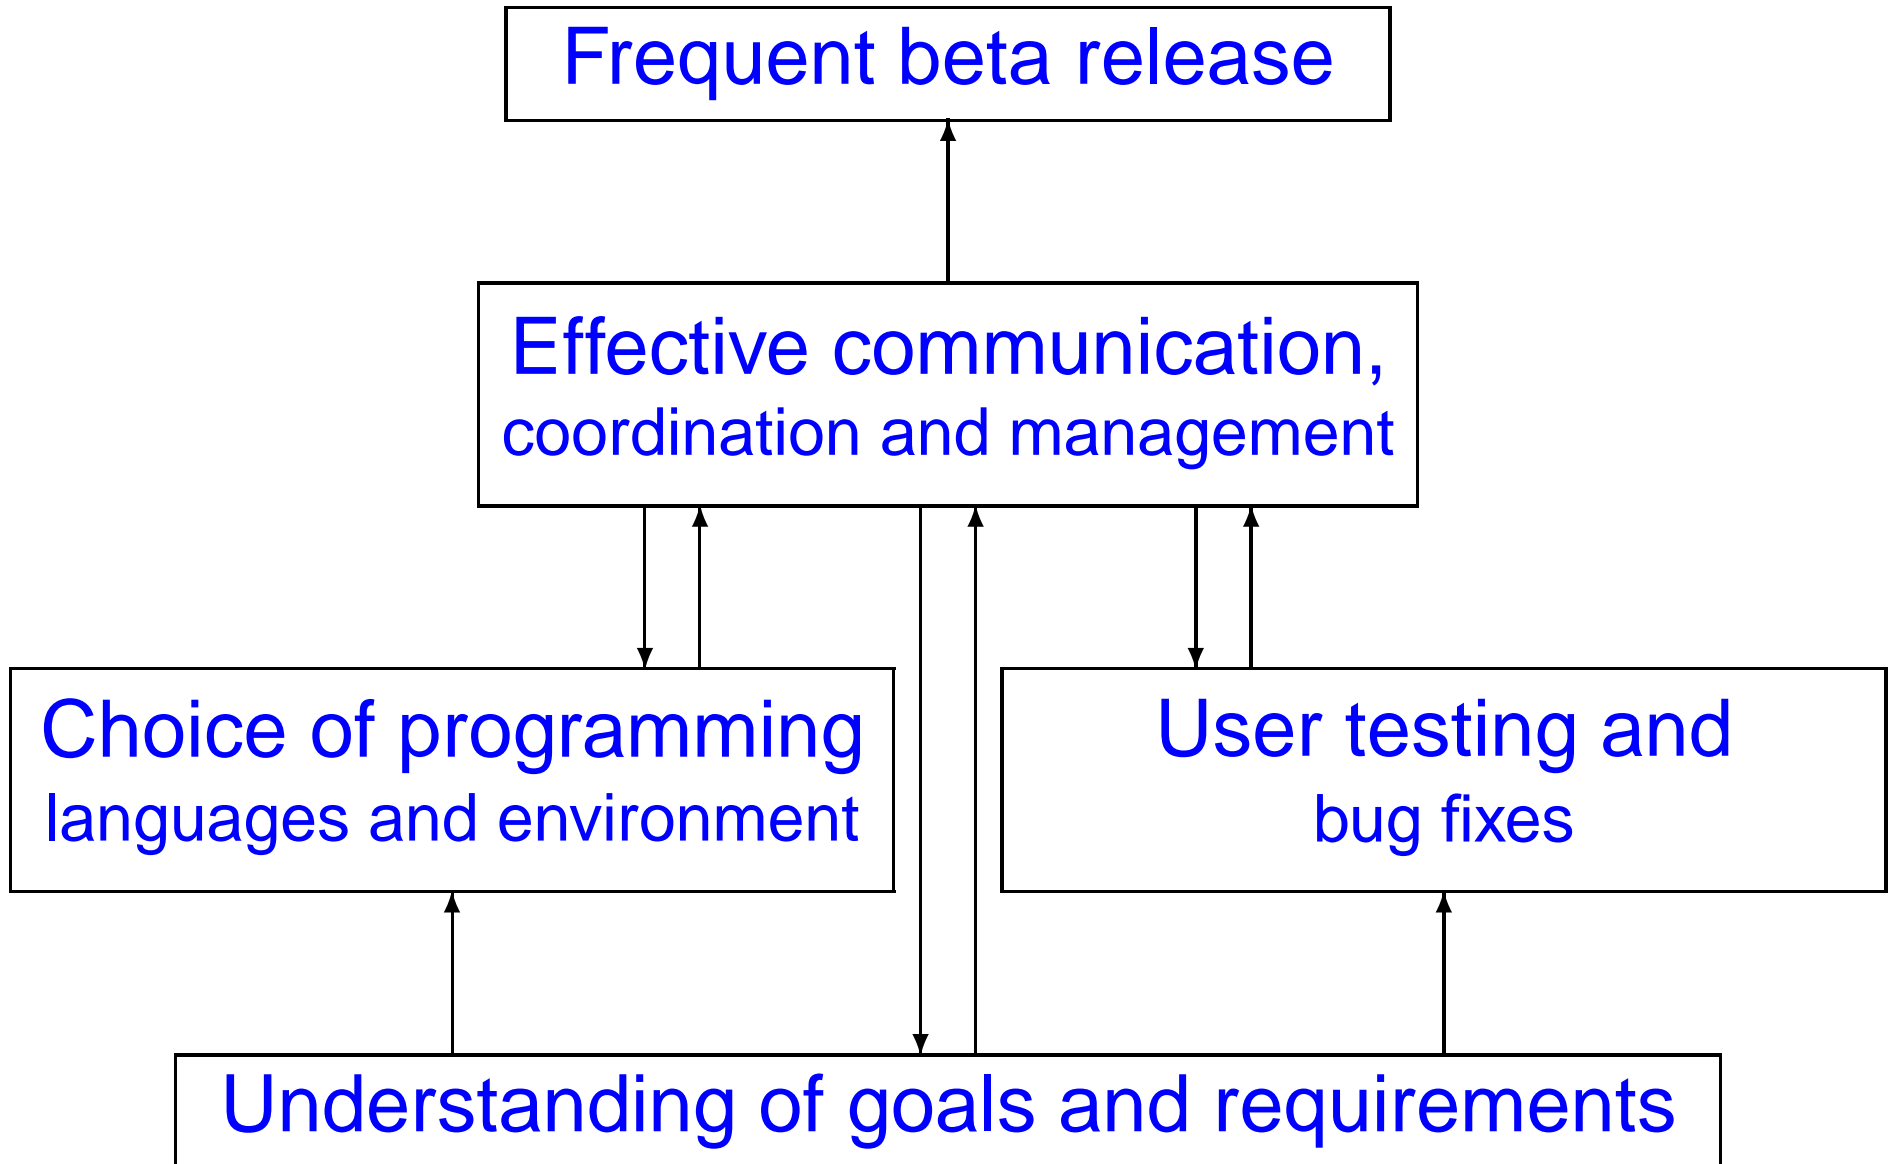 Frequent beta release
Effective communication,
coordination and management
Choice of programming
languages and environment
User testing and
bug fixes
Understanding of goals and requirements